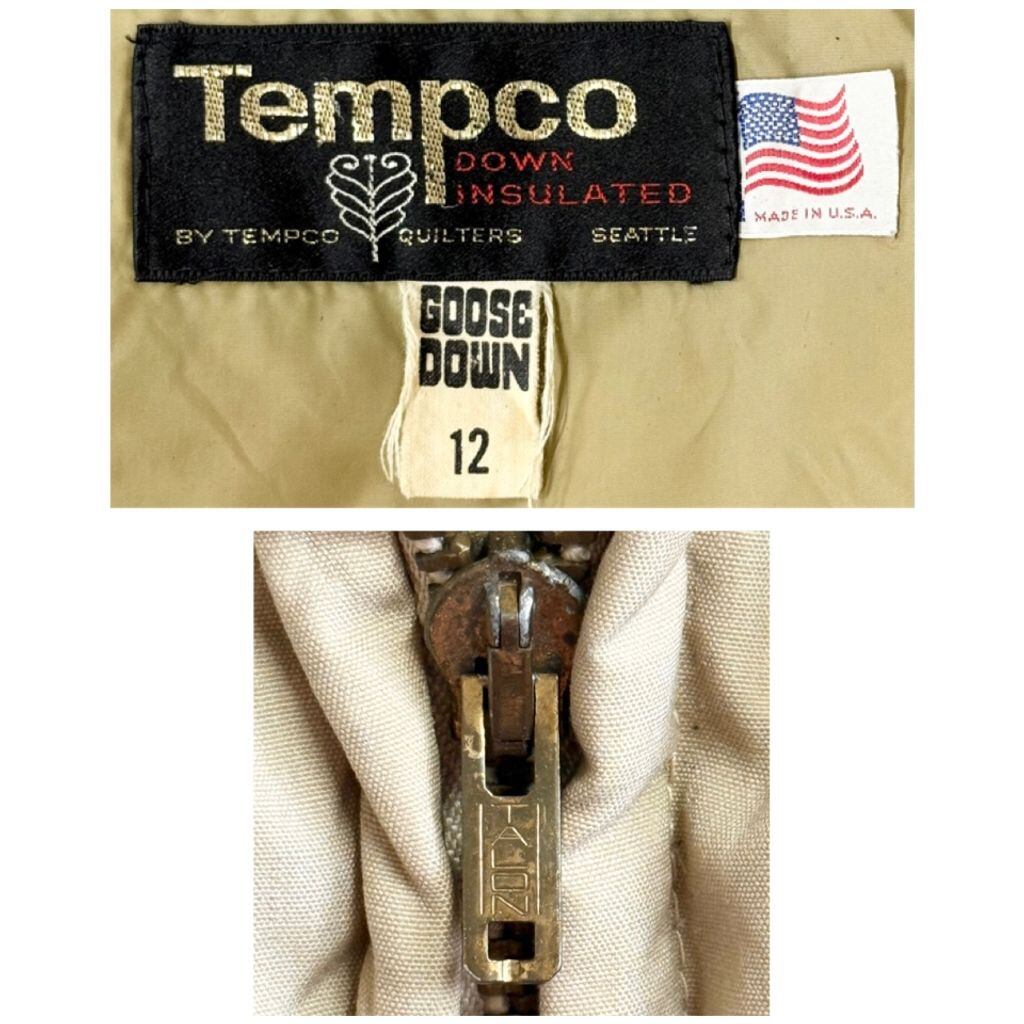 Tempco
DOWN
INSULATED
BY TEMPCO QUILTERS SEATTLE
MADE IN U.S.A.
GOOSE
DOWN
12
TALON